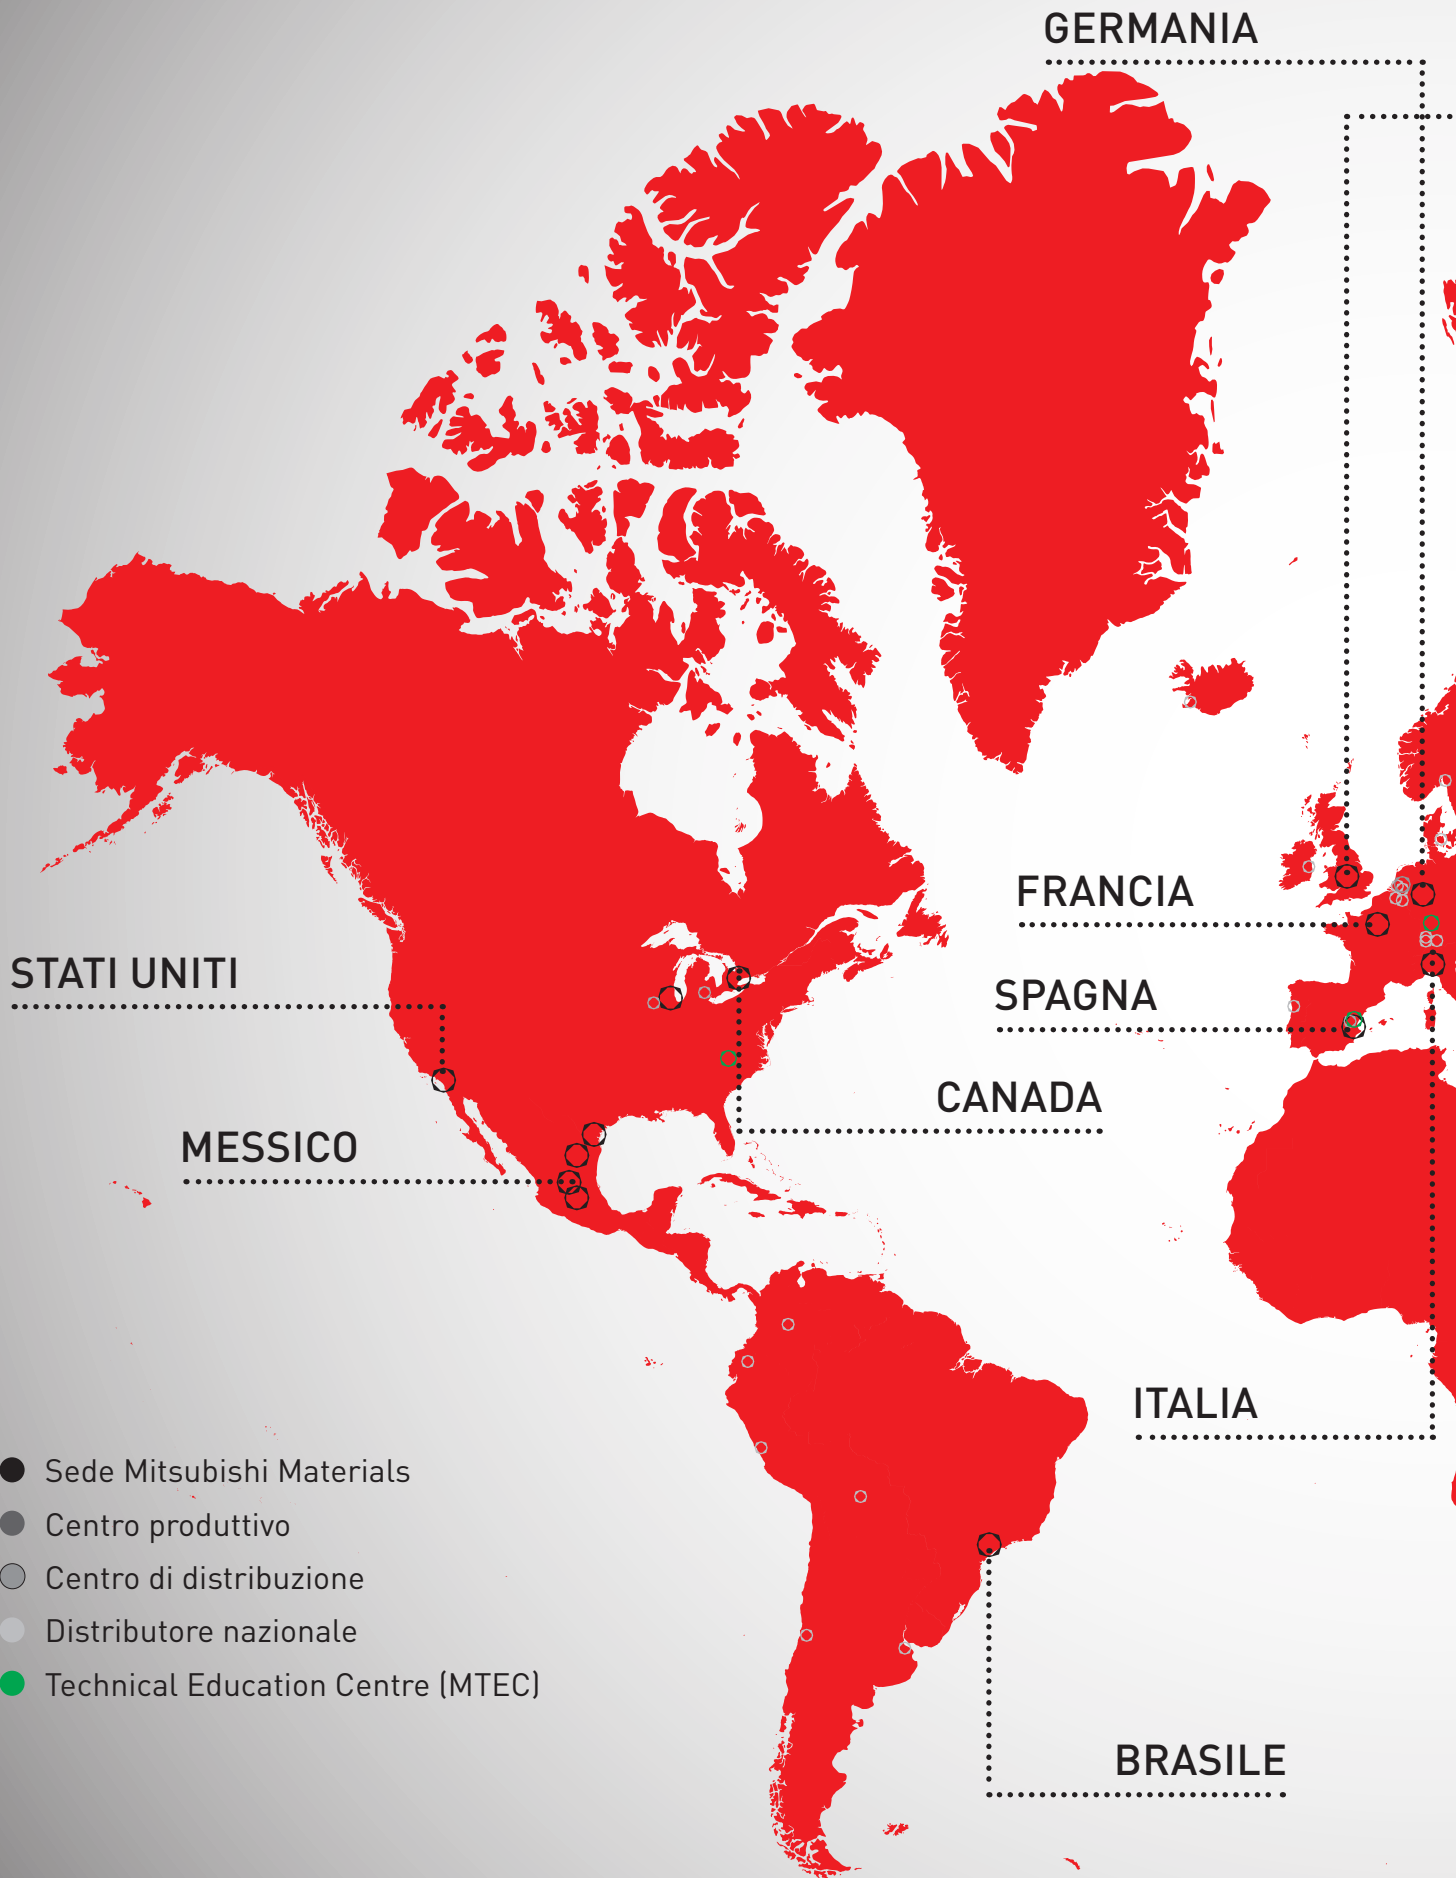 GERMANIA
FRANCIA
STATI UNITI
SPAGNA
CANADA
MESSICO
ITALIA
Sede Mitsubishi Materials
Centro produttivo
Centro di distribuzione
Distributore nazionale
Technical Education Centre (MTEC)
BRASILE